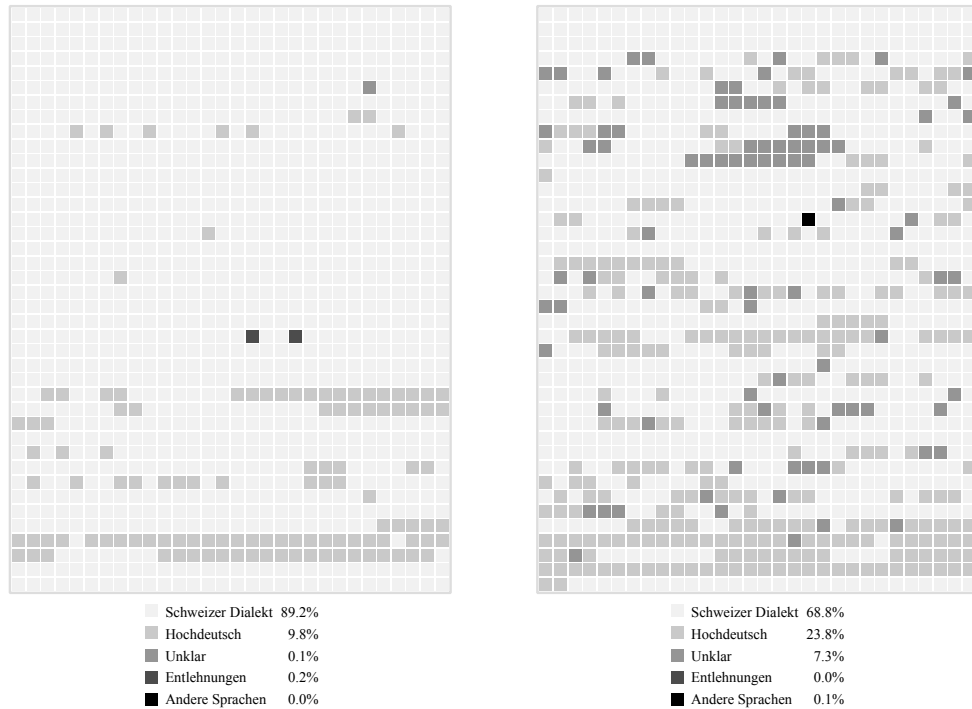 Schweizer Dialekt 89.2%
Hochdeutsch 9.8%
Unklar 0.1%
Entlehnungen 0.2%
Andere Sprachen 0.0%
Schweizer Dialekt 68.8%
Hochdeutsch 23.8%
Unklar 7.3%
Entlehnungen 0.0%
Andere Sprachen 0.1%